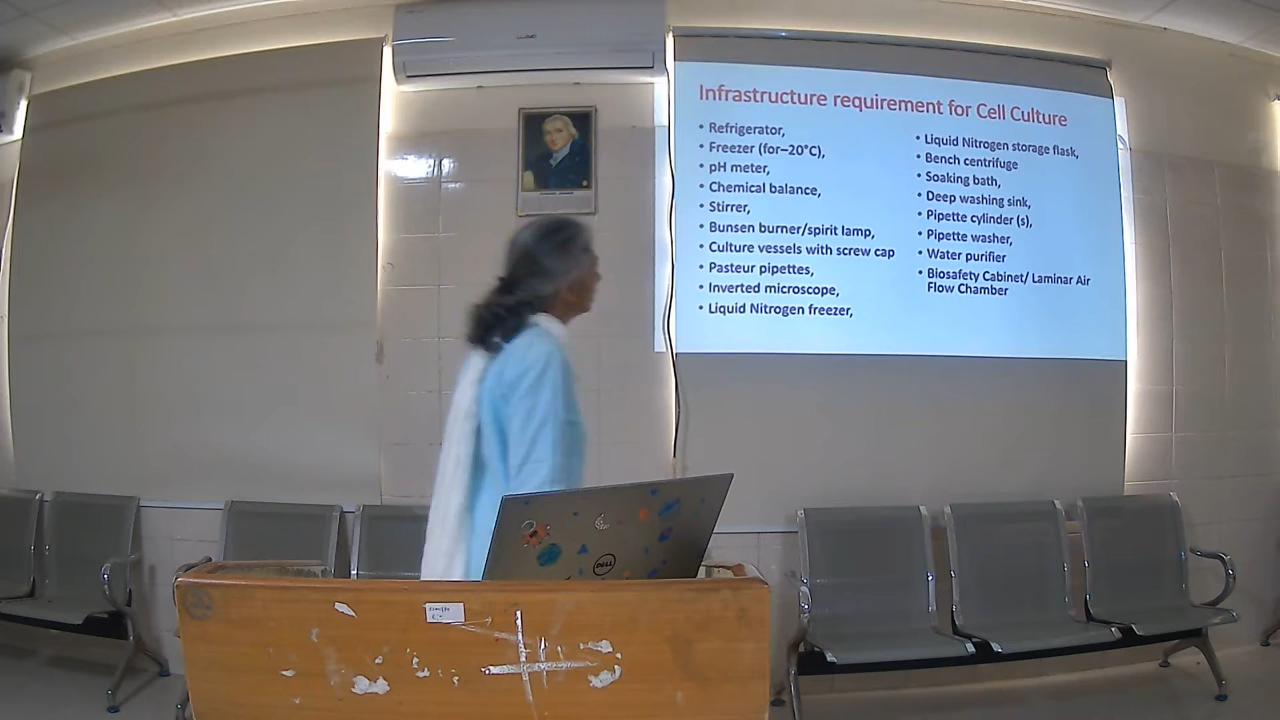 Infrastructure requirement for Cell Culture
• Refrigerator,
• Freezer (for–20°C),
• pH meter,
• Chemical balance,
• Stirrer,
• Bunsen burner/spirit lamp,
• Culture vessels with screw cap
• Pasteur pipettes,
• Inverted microscope,
• Liquid Nitrogen freezer,
• Liquid Nitrogen storage flask,
• Bench centrifuge
• Soaking bath,
• Deep washing sink,
• Pipette cylinder (s),
• Pipette washer,
• Water purifier
• Biosafety Cabinet/ Laminar Air
Flow Chamber
DELL